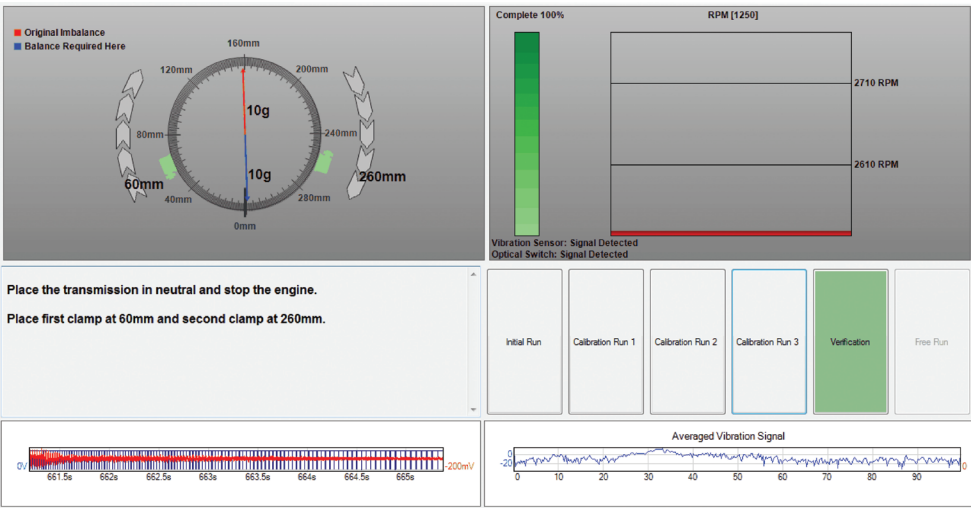 Original Imbalance
Balance Required Here
160mm
120mm
200mm
10g
80mm
240mm
10g
60mm
260mm
40mm
280mm
0mm
Complete 100%
RPM [1250]
2710 RPM
2610 RPM
Vibration Sensor: Signal Detected
Optical Switch: Signal Detected
Place the transmission in neutral and stop the engine.
Place first clamp at 60mm and second clamp at 260mm.
Initial Run
Calibration Run 1
Calibration Run 2
Calibration Run 3
Verification
Free Run
0V
-200mV
661.5s 662s 662.5s 663s 663.5s 664s 664.5s 665s
Averaged Vibration Signal
0
-20
0
0 10 20 30 40 50 60 70 80 90